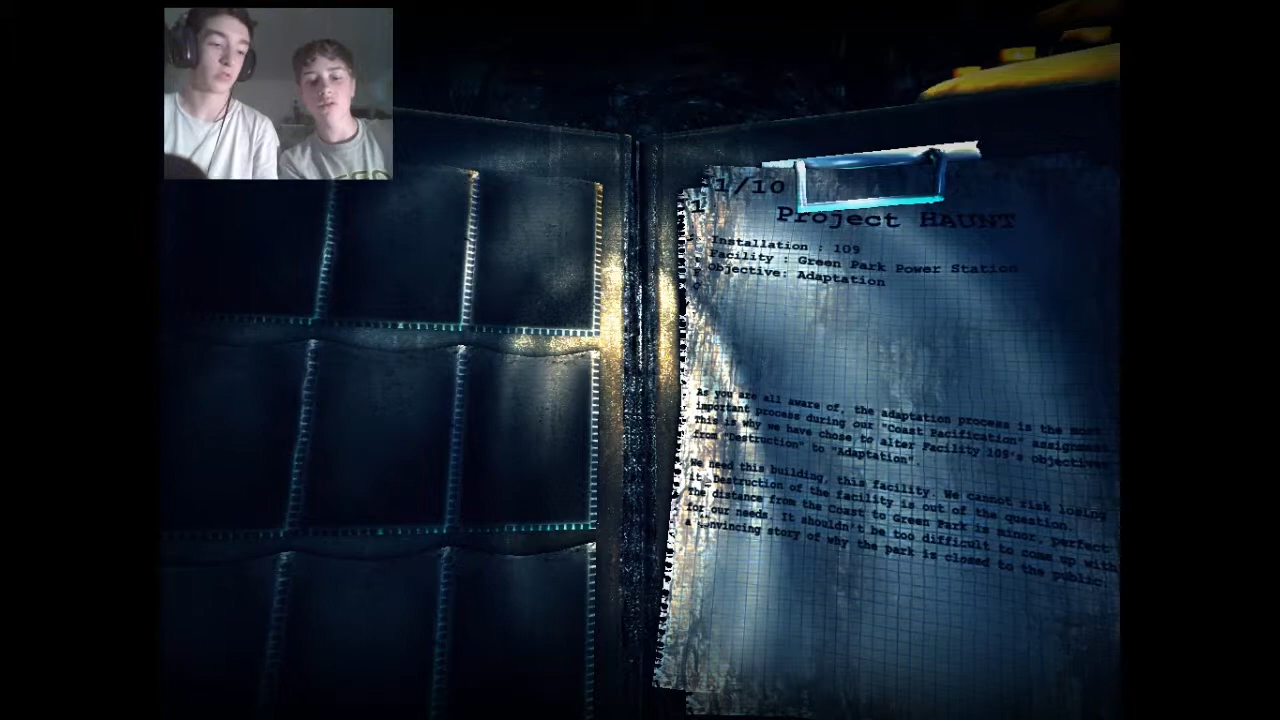 1/10
1
Project HAUNT
Installation : 109
Facility : Green Park Power Station
Objective: Adaptation
As you are all aware of, the adaptation process is the most
important process during our "Coast Pacification" assignment
This is why we have chose to alter Facility 109's objective
from "Destruction" to "Adaptation".
We need this building, this facility. We cannot risk losing
it. Destruction of the facility is out of the question.
The distance from the Coast to Green Park is minor, perfect
for our needs. It shouldn't be too difficult to come up with
a convincing story of why the park is closed to the public